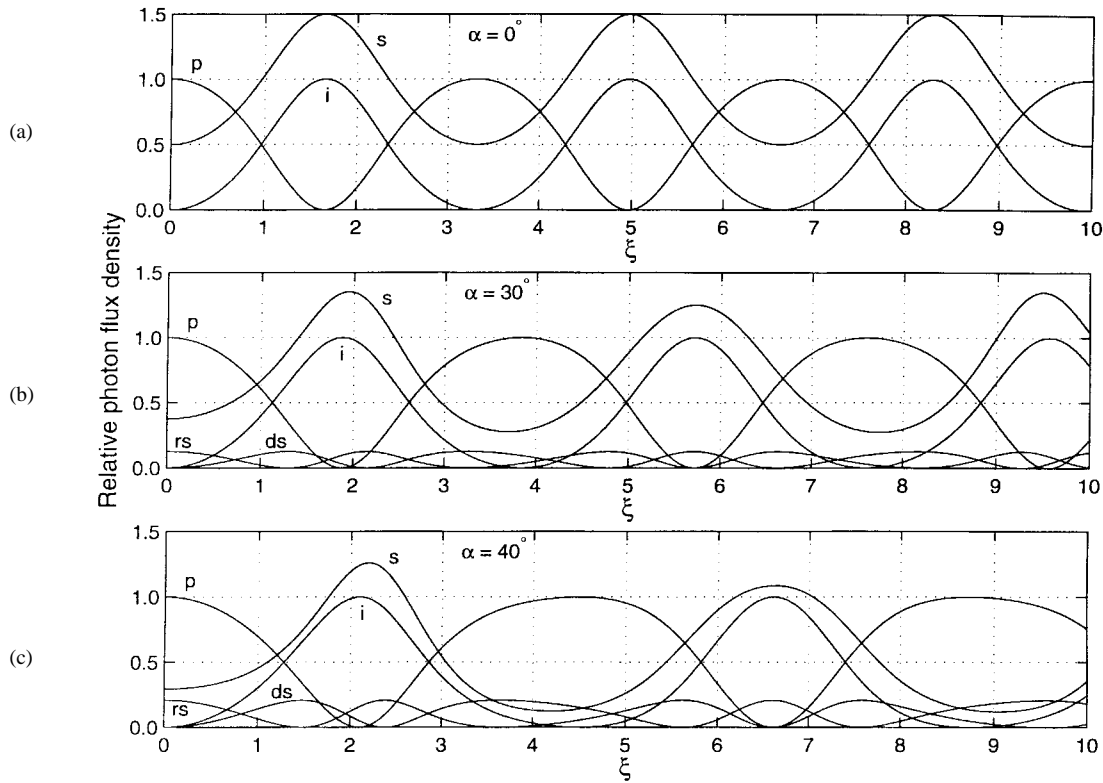 Relative photon flux density
(a)
α = 0°
1.5
1.0
0.5
0.0
p
s
i
0 1 2 3 4 5 6 7 8 9 10
ξ
(b)
α = 30°
1.5
1.0
0.5
0.0
p
s
i
rs
ds
0 1 2 3 4 5 6 7 8 9 10
ξ
(c)
α = 40°
1.5
1.0
0.5
0.0
p
s
i
rs
ds
0 1 2 3 4 5 6 7 8 9 10
ξ